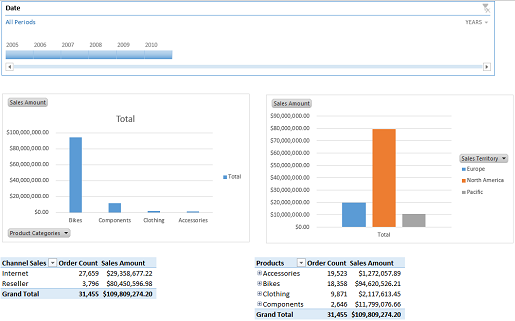 Date
All Periods YEARS
2005 2006 2007 2008 2009 2010
Sales Amount
Total
$100,000,000.00
$80,000,000.00
$60,000,000.00
$40,000,000.00
$20,000,000.00
$0.00
Bikes Components Clothing Accessories
Total
Product Categories
Sales Amount
$90,000,000.00
$80,000,000.00
$70,000,000.00
$60,000,000.00
$50,000,000.00
$40,000,000.00
$30,000,000.00
$20,000,000.00
$10,000,000.00
$0.00
Total
Sales Territory
Europe
North America
Pacific
Channel Sales Order Count Sales Amount
Internet 27,659 $29,358,677.22
Reseller 3,796 $80,450,596.98
Grand Total 31,455 $109,809,274.20
Products Order Count Sales Amount
Accessories 19,523 $1,272,057.89
Bikes 18,358 $94,620,526.21
Clothing 9,871 $2,117,613.45
Components 2,646 $11,799,076.66
Grand Total 31,455 $109,809,274.20